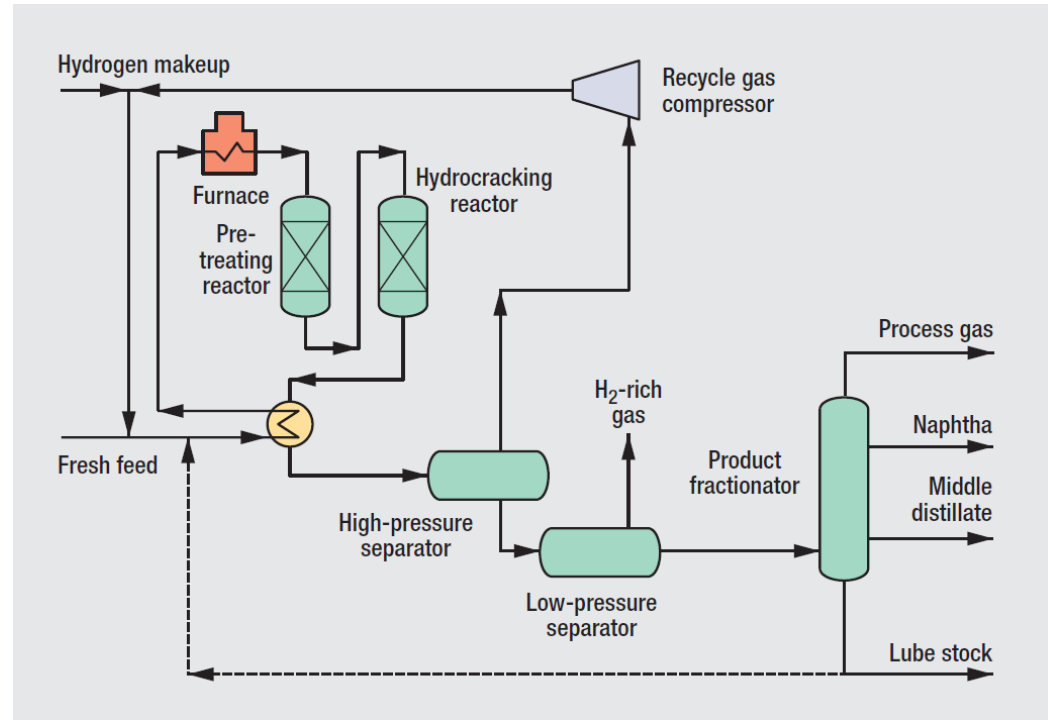 Hydrogen makeup
Recycle gas
compressor
Furnace
Hydrocracking
reactor
Pre-
treating
reactor
Process gas
H₂-rich
gas
Naphtha
Fresh feed
Product
fractionator
Middle
distillate
High-pressure
separator
Low-pressure
separator
Lube stock